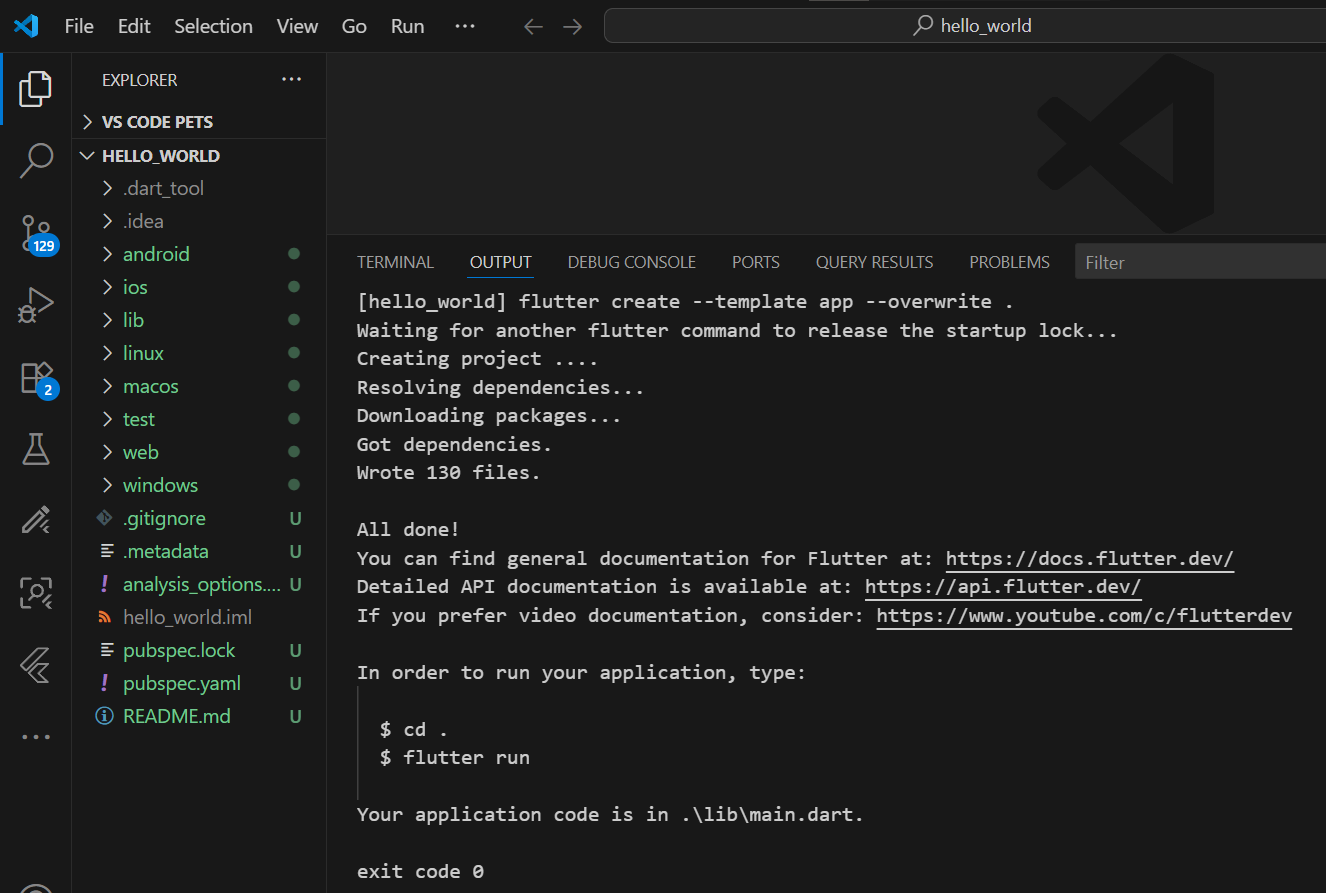 File Edit Selection View Go Run ··· hello_world
EXPLORER ···
VS CODE PETS
HELLO_WORLD
.dart_tool
.idea
android
ios
lib
linux
macos
test
web
windows
.gitignore U
.metadata U
analysis_options.... U
hello_world.iml
pubspec.lock U
pubspec.yaml U
README.md U
129
2
TERMINAL OUTPUT DEBUG CONSOLE PORTS QUERY RESULTS PROBLEMS Filter
[hello_world] flutter create --template app --overwrite .
Waiting for another flutter command to release the startup lock...
Creating project ....
Resolving dependencies...
Downloading packages...
Got dependencies.
Wrote 130 files.
All done!
You can find general documentation for Flutter at: https://docs.flutter.dev/
Detailed API documentation is available at: https://api.flutter.dev/
If you prefer video documentation, consider: https://www.youtube.com/c/flutterdev
In order to run your application, type:
$ cd .
$ flutter run
Your application code is in .\lib\main.dart.
exit code 0